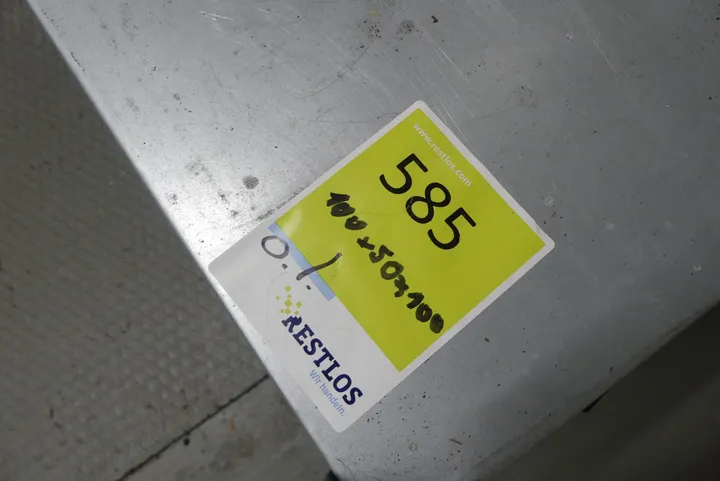 www.restlos.com
585
100x50x100
0.1.
RESTLOS
Wir handeln.